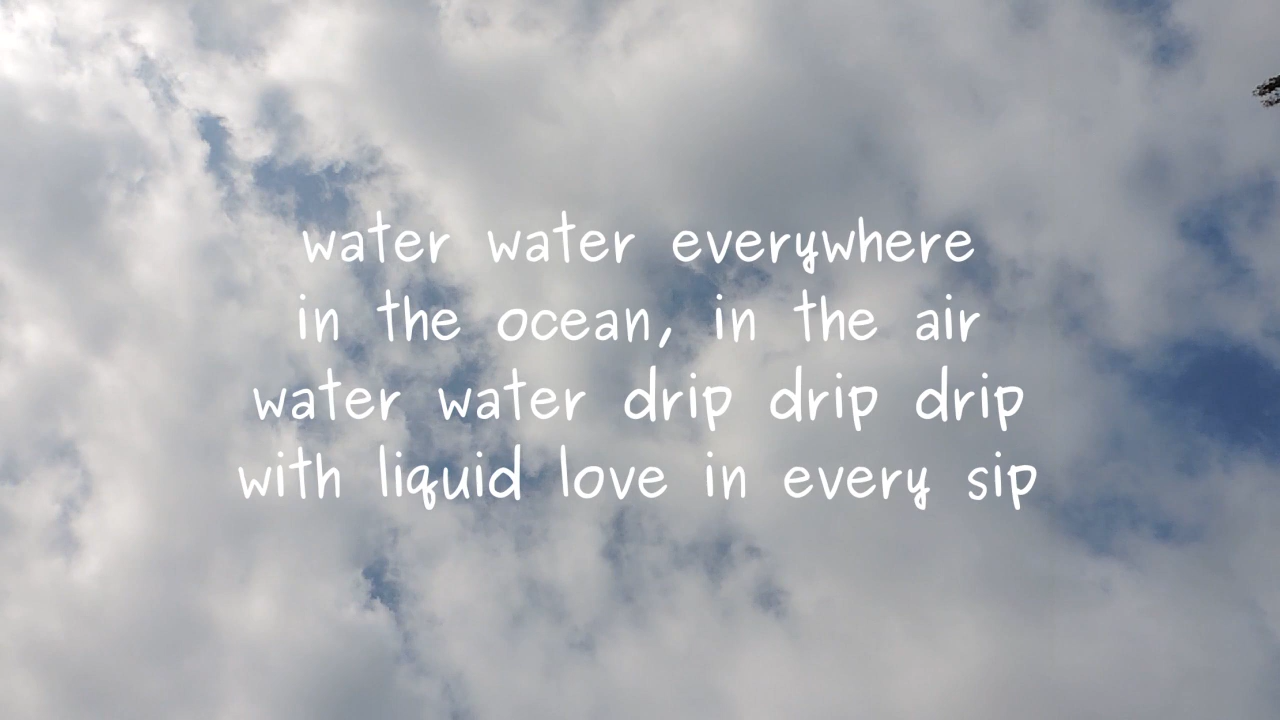 water water everywhere
in the ocean, in the air
water water drip drip drip
with liquid love in every sip